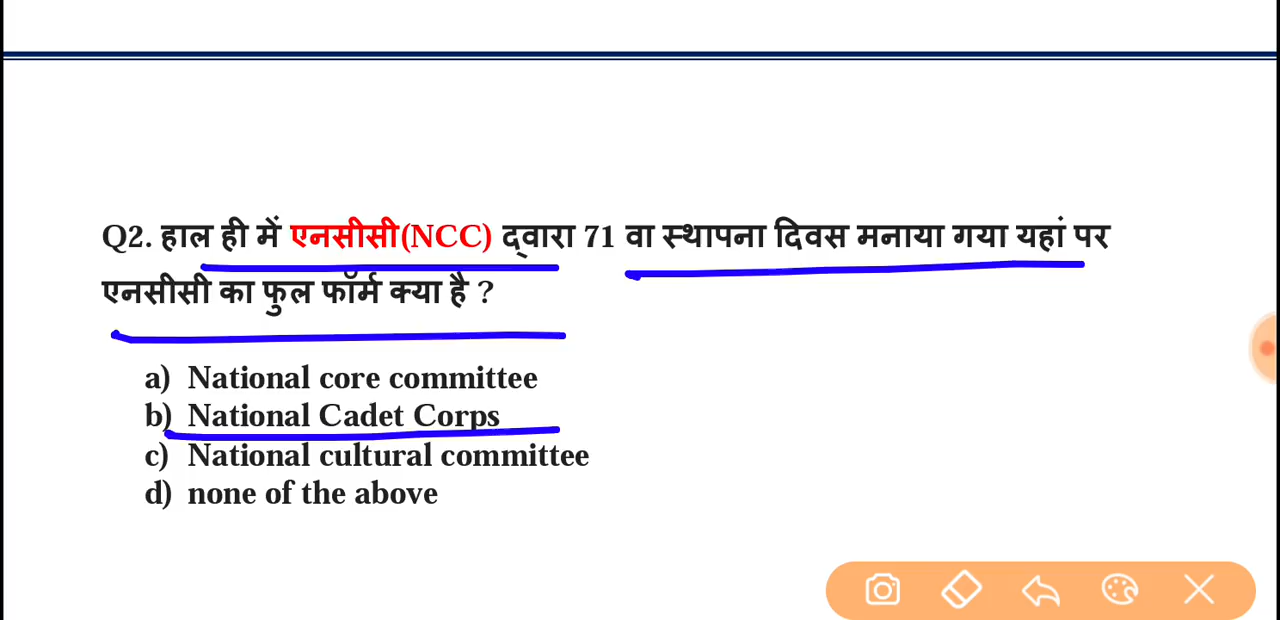 Q2. हाल ही में एनसीसी(NCC) द्वारा 71 वा स्थापना दिवस मनाया गया यहां पर
एनसीसी का फुल फॉर्म क्या है ?
a) National core committee
b) National Cadet Corps
c) National cultural committee
d) none of the above